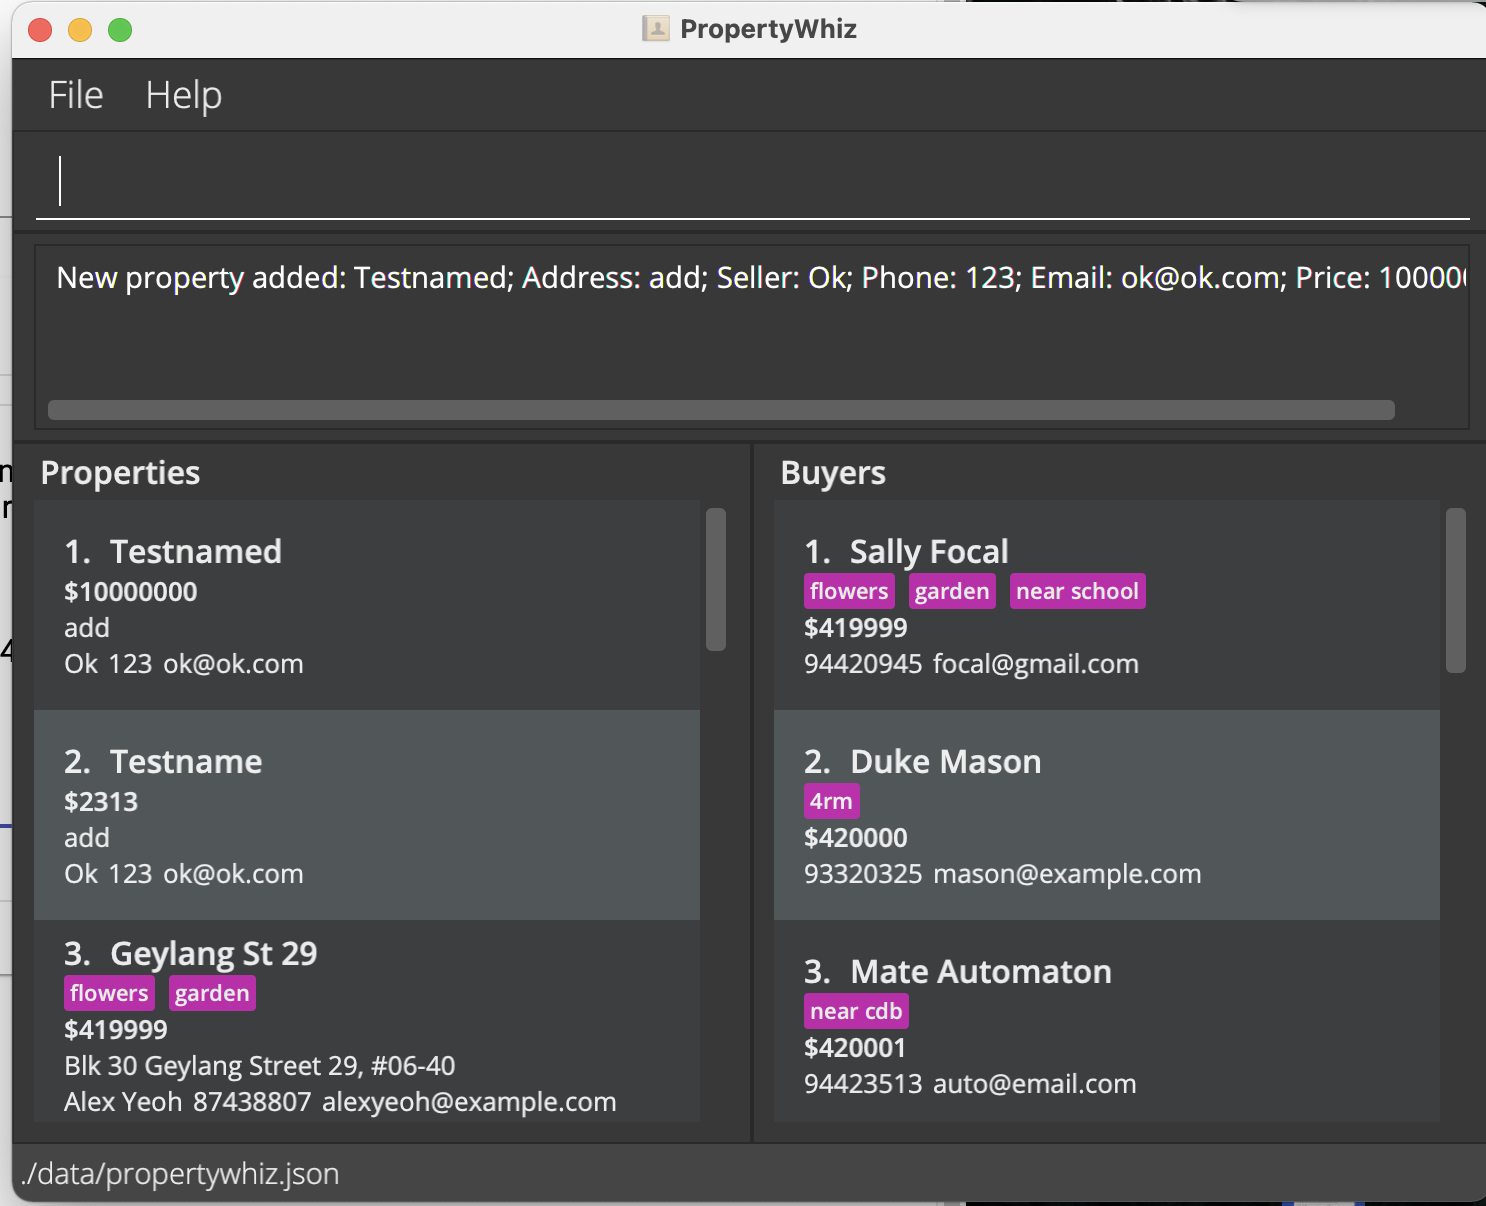 PropertyWhiz
File Help
New property added: Testnamed; Address: add; Seller: Ok; Phone: 123; Email: ok@ok.com; Price: 100000
Properties
1. Testnamed
$10000000
add
Ok 123 ok@ok.com
2. Testname
$2313
add
Ok 123 ok@ok.com
3. Geylang St 29
flowers garden
$419999
Blk 30 Geylang Street 29, #06-40
Alex Yeoh 87438807 alexyeoh@example.com
Buyers
1. Sally Focal
flowers garden near school
$419999
94420945 focal@gmail.com
2. Duke Mason
4rm
$420000
93320325 mason@example.com
3. Mate Automaton
near cdb
$420001
94423513 auto@email.com
./data/propertywhiz.json